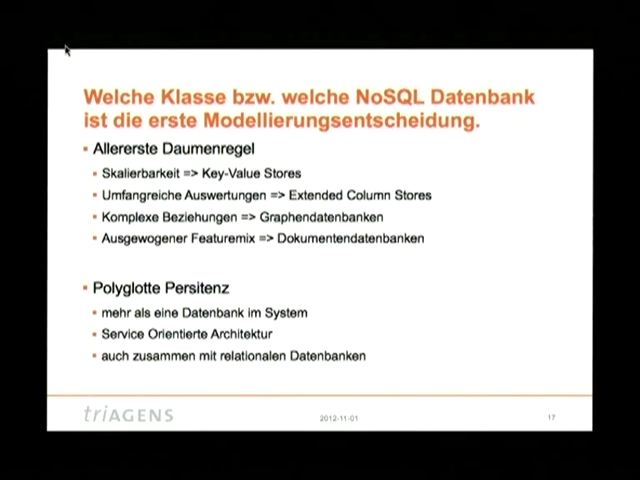 Welche Klasse bzw. welche NoSQL Datenbank
ist die erste Modellierungsentscheidung.
Allererste Daumenregel
Skalierbarkeit => Key-Value Stores
Umfangreiche Auswertungen => Extended Column Stores
Komplexe Beziehungen => Graphendatenbanken
Ausgewogener Featuremix => Dokumentendatenbanken
Polyglotte Persitenz
mehr als eine Datenbank im System
Service Orientierte Architektur
auch zusammen mit relationalen Datenbanken
triAGENS 2012-11-01 17